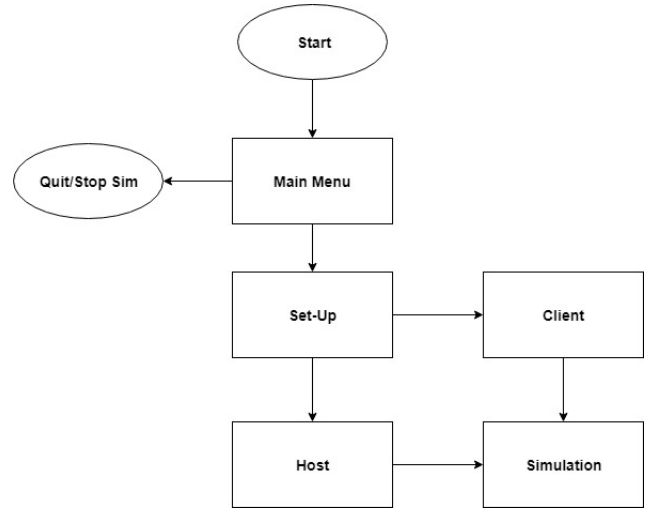 Start
Quit/Stop Sim
Main Menu
Set-Up
Client
Host
Simulation